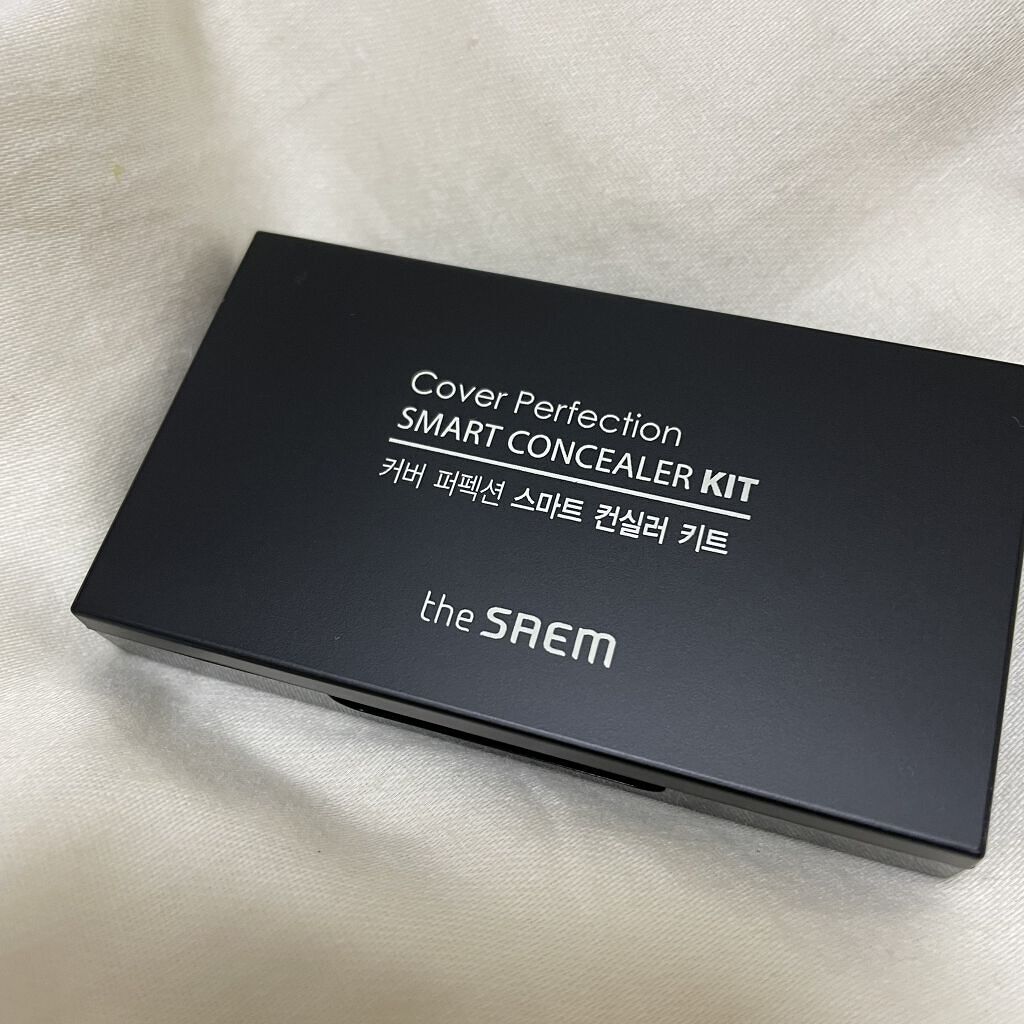 Cover Perfection
SMART CONCEALER KIT
커버 퍼펙션 스마트 컨실러 키트
the SAEM